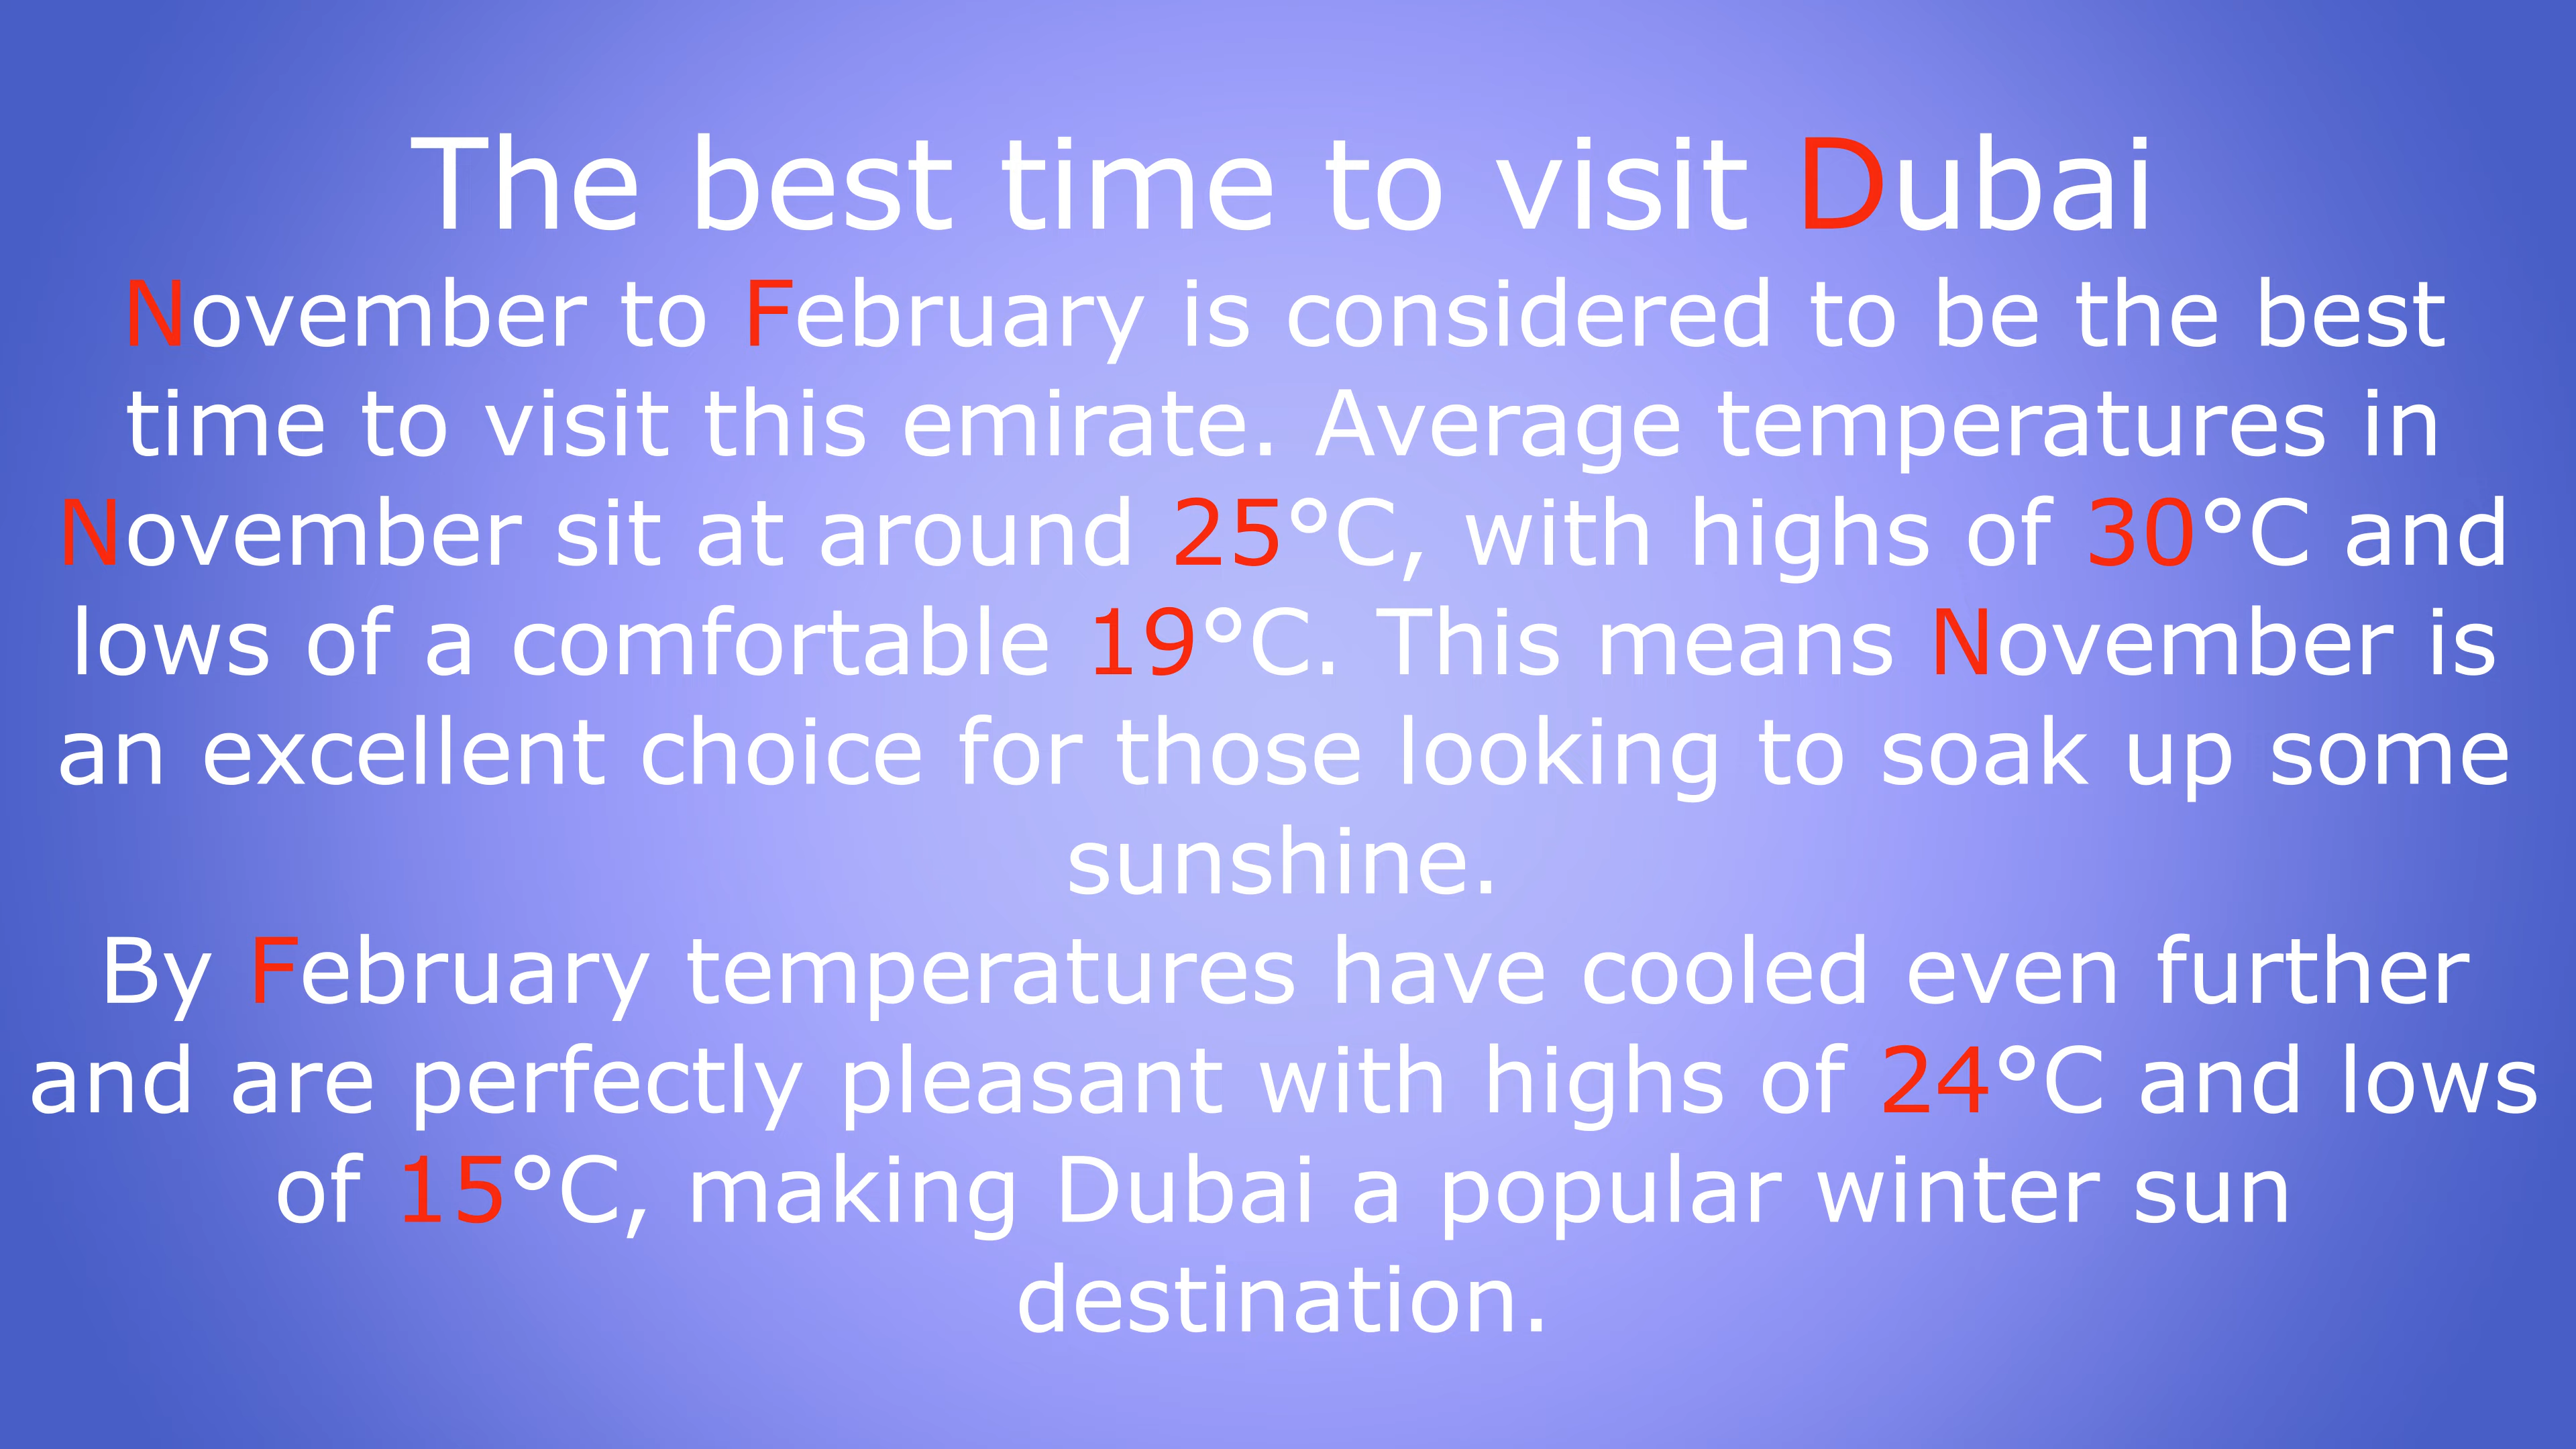 The best time to visit Dubai
November to February is considered to be the best
time to visit this emirate. Average temperatures in
November sit at around 25°C, with highs of 30°C and
lows of a comfortable 19°C. This means November is
an excellent choice for those looking to soak up some
sunshine.
By February temperatures have cooled even further
and are perfectly pleasant with highs of 24°C and lows
of 15°C, making Dubai a popular winter sun
destination.